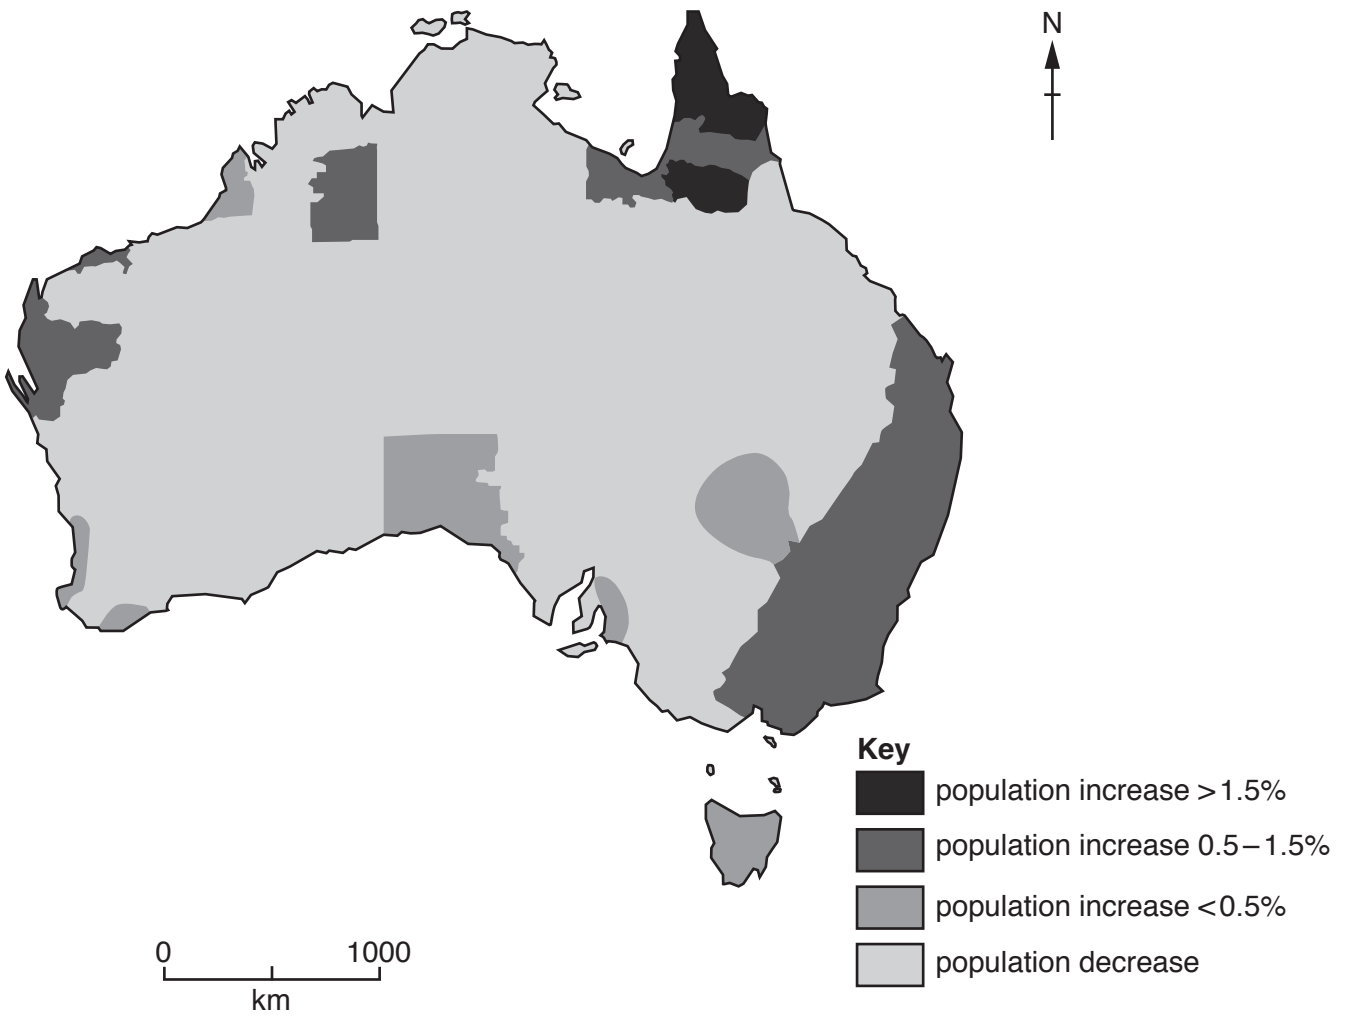 N
Key
population increase >1.5%
population increase 0.5–1.5%
population increase <0.5%
population decrease
0 1000
km